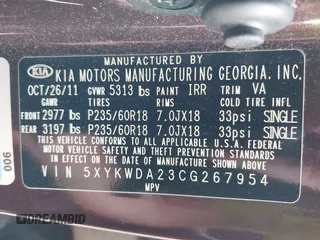 MANUFACTURED BY
KIA KIA MOTORS MANUFACTURING GEORGIA, INC.
OCT/26/11 GVWR 5313 lbs PAINT IRR TRIM VA
GAWR TIRES RIMS COLD
FRONT 2977 lbs P235/60R18 7.0JX18 33psi SINGLE
REAR 3197 lbs P235/60R18 7.0JX18 33psi SINGLE
THIS VEHICLE CONFORMS TO ALL APPLICABLE U.S.A. FEDERAL
MOTOR VEHICLE SAFETY AND THEFT PREVENTION STANDARDS
IN EFFECT ON THE DATE OF MANUFACTURE SHOWN ABOVE.
VIN 5XYKWDA23CG267954
MPV
006
DREAMBID